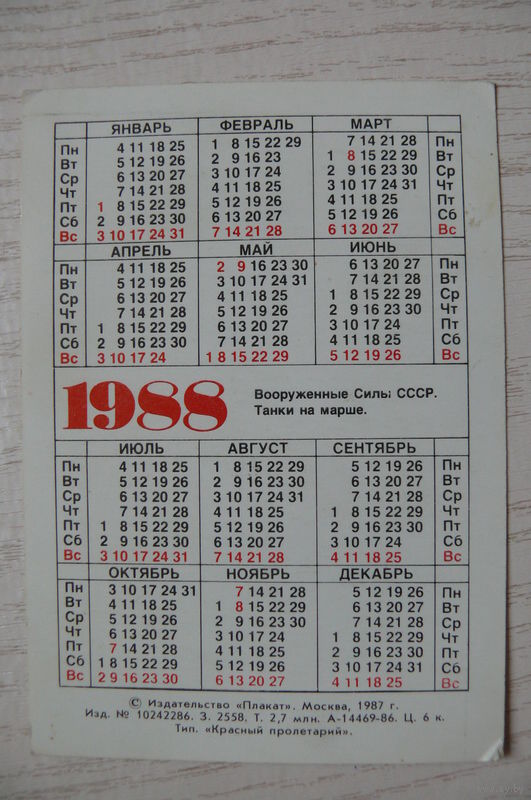 ЯНВАРЬ ФЕВРАЛЬ МАРТ
Пн 4 11 18 25 1 8 15 22 29 7 14 21 28 Пн
Вт 5 12 19 26 2 9 16 23 1 8 15 22 29 Вт
Ср 6 13 20 27 3 10 17 24 2 9 16 23 30 Ср
Чт 7 14 21 28 4 11 18 25 3 10 17 24 31 Чт
Пт 1 8 15 22 29 5 12 19 26 4 11 18 25 Пт
Сб 2 9 16 23 30 6 13 20 27 5 12 19 26 Сб
Вс 3 10 17 24 31 7 14 21 28 6 13 20 27 Вс
АПРЕЛЬ МАЙ ИЮНЬ
Пн 4 11 18 25 2 9 16 23 30 6 13 20 27 Пн
Вт 5 12 19 26 3 10 17 24 31 7 14 21 28 Вт
Ср 6 13 20 27 4 11 18 25 1 8 15 22 29 Ср
Чт 7 14 21 28 5 12 19 26 2 9 16 23 30 Чт
Пт 1 8 15 22 29 6 13 20 27 3 10 17 24 Пт
Сб 2 9 16 23 30 7 14 21 28 4 11 18 25 Сб
Вс 3 10 17 24 1 8 15 22 29 5 12 19 26 Вс
1988
Вооруженные Силы СССР.
Танки на марше.
ИЮЛЬ АВГУСТ СЕНТЯБРЬ
Пн 4 11 18 25 1 8 15 22 29 5 12 19 26 Пн
Вт 5 12 19 26 2 9 16 23 30 6 13 20 27 Вт
Ср 6 13 20 27 3 10 17 24 31 7 14 21 28 Ср
Чт 7 14 21 28 4 11 18 25 1 8 15 22 29 Чт
Пт 1 8 15 22 29 5 12 19 26 2 9 16 23 30 Пт
Сб 2 9 16 23 30 6 13 20 27 3 10 17 24 Сб
Вс 3 10 17 24 31 7 14 21 28 4 11 18 25 Вс
ОКТЯБРЬ НОЯБРЬ ДЕКАБРЬ
Пн 3 10 17 24 31 7 14 21 28 5 12 19 26 Пн
Вт 4 11 18 25 1 8 15 22 29 6 13 20 27 Вт
Ср 5 12 19 26 2 9 16 23 30 7 14 21 28 Ср
Чт 6 13 20 27 3 10 17 24 1 8 15 22 29 Чт
Пт 7 14 21 28 4 11 18 25 2 9 16 23 30 Пт
Сб 1 8 15 22 29 5 12 19 26 3 10 17 24 31 Сб
Вс 2 9 16 23 30 6 13 20 27 4 11 18 25 Вс
© Издательство «Плакат». Москва, 1987 г.
Изд. № 10242286. З. 2558. Т. 2,7 млн. А-14469-86. Ц. 6 к.
Тип. «Красный пролетарий».